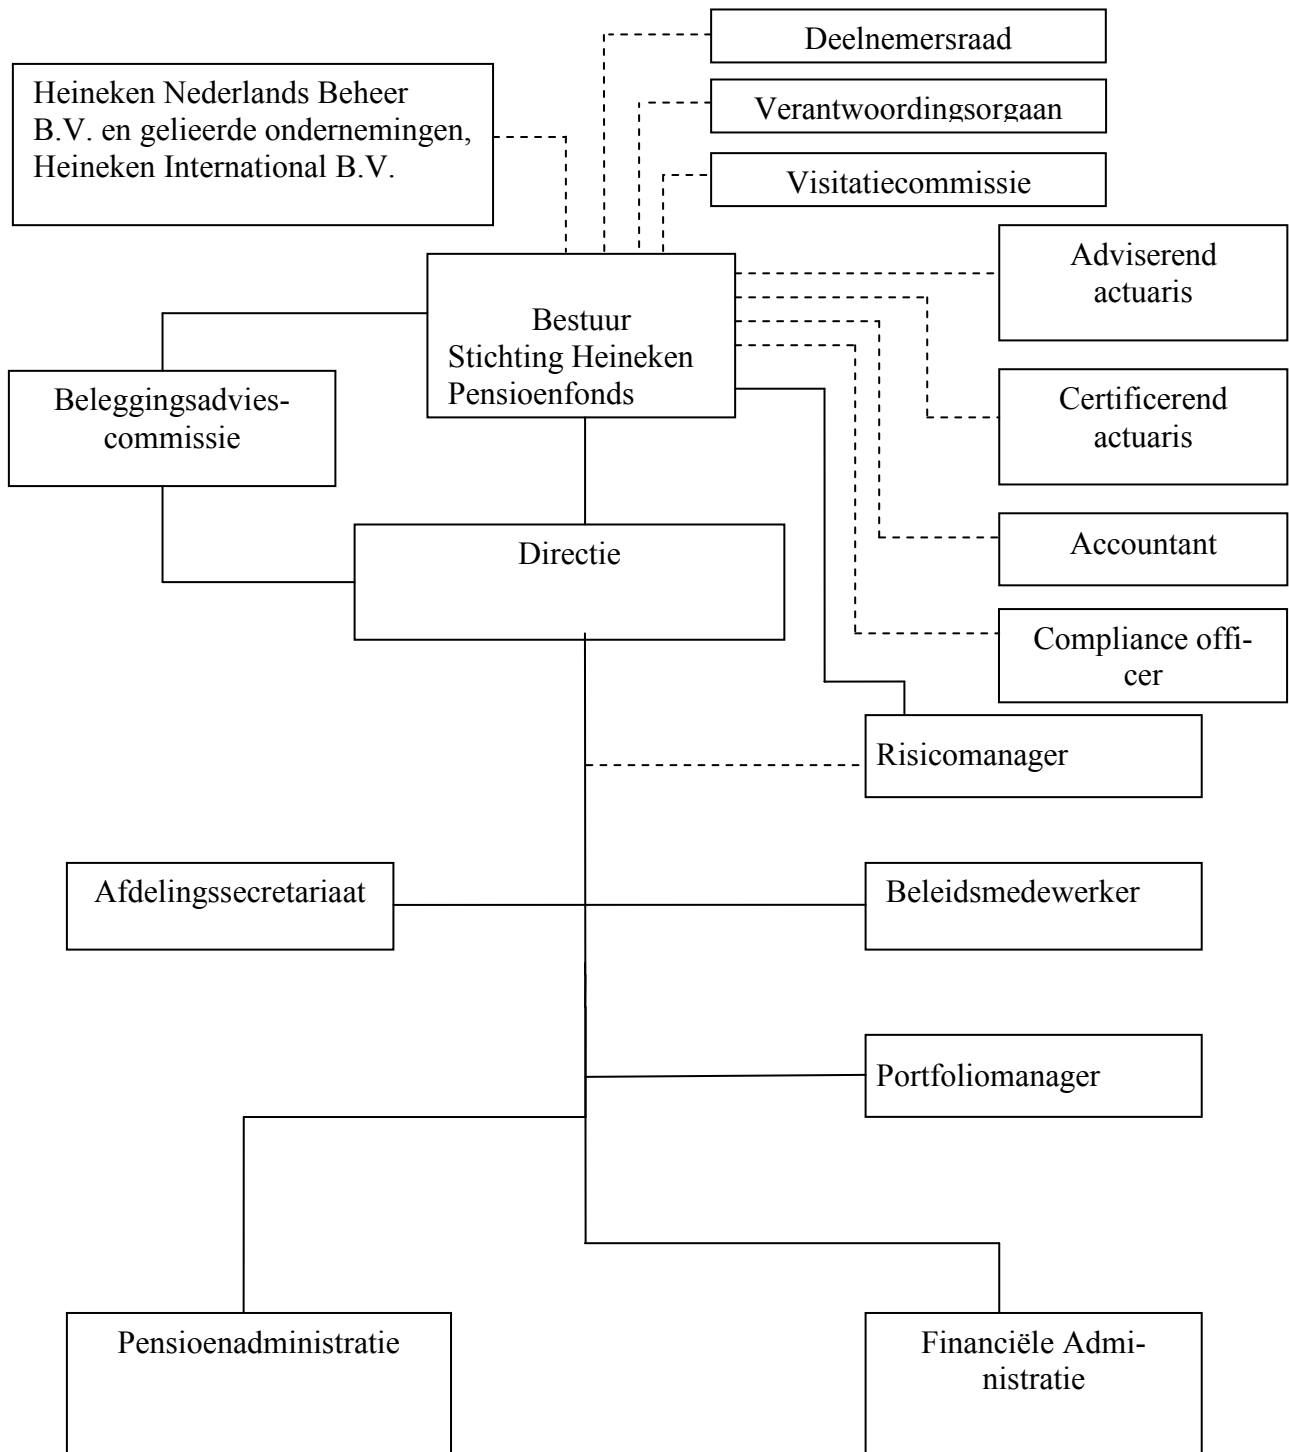 Deelnemersraad
Heineken Nederlands Beheer
B.V. en gelieerde ondernemingen,
Heineken International B.V.
Verantwoordingsorgaan
Visitatiecommissie
Adviserend
actuaris
Bestuur
Stichting Heineken
Pensioenfonds
Beleggingsadvies-
commissie
Certificerend
actuaris
Directie
Accountant
Compliance offi-
cer
Risicomanager
Afdelingssecretariaat
Beleidsmedewerker
Portfoliomanager
Pensioenadministratie
Financiële Admi-
nistratie